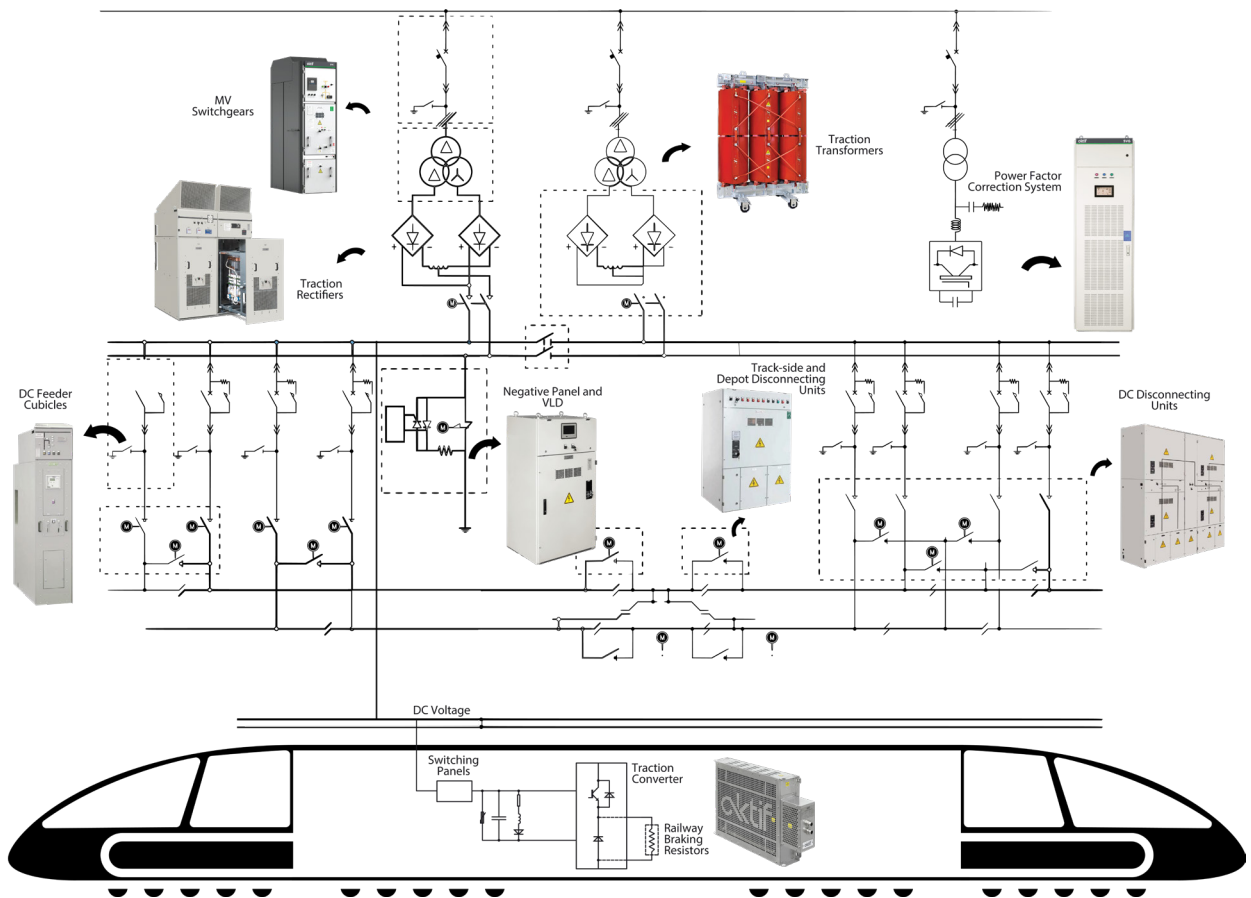 MV
Switchgears
Traction
Transformers
Power Factor
Correction System
Traction
Rectifiers
+
-
+
-
+
-
+
-
M
M
DC Feeder
Cubicles
Negative Panel and
VLD
Track-side and
Depot Disconnecting
Units
DC Disconnecting
Units
M
M
M
M
M
M
M
M
M
M
M
M
M
M
DC Voltage
Switching
Panels
Traction
Converter
Railway
Braking
Resistors
aktif